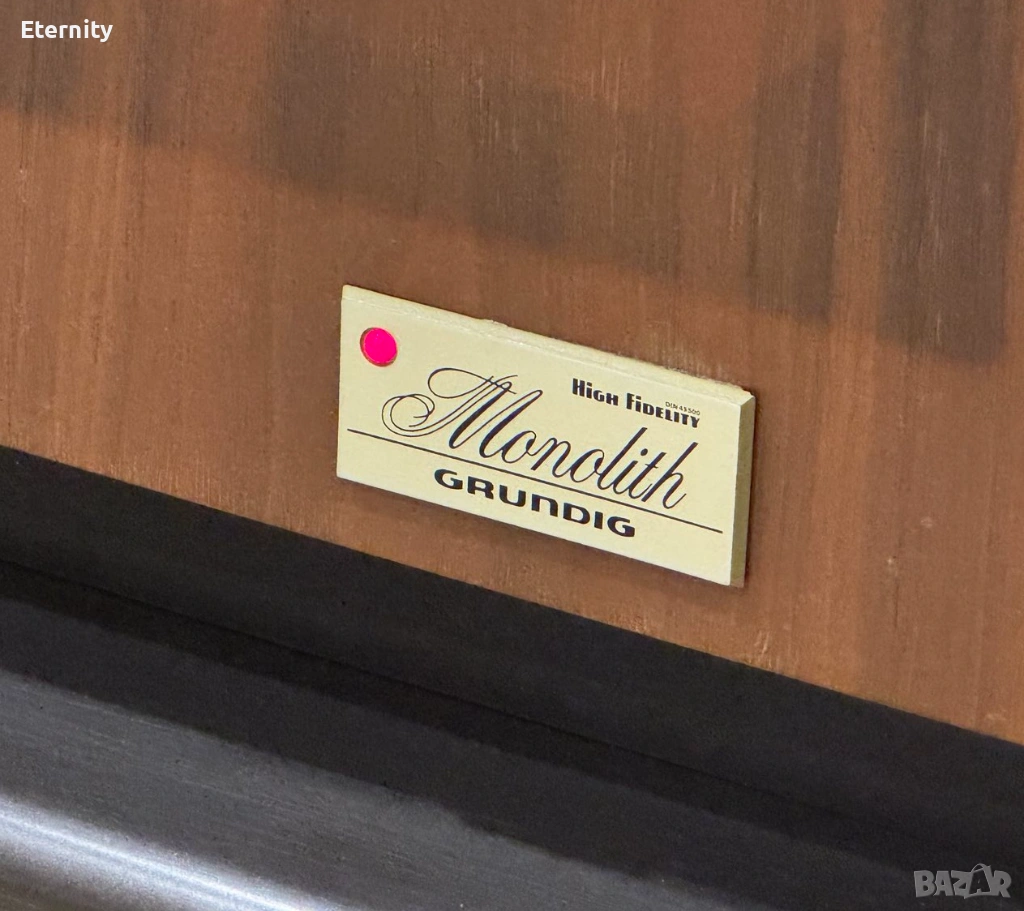 Eternity
High Fidelity
DIN 45500
Monolith
GRUNDIG
BAZAR